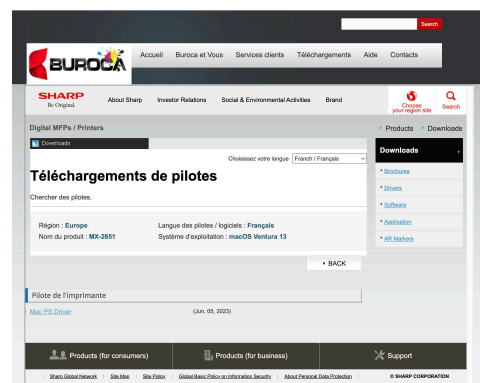 Search
BUROCA
Accueil Buroca et Vous Services clients Téléchargements Aide Contacts
SHARP
Be Original.
About Sharp Investor Relations Social & Environmental Activities Brand
Choose your region site
Search
Digital MFPs / Printers
Products Downloads
Downloads
Choisissez votre langue Franch / Français
Téléchargements de pilotes
Chercher des pilotes.
Région : Europe Langue des pilotes / logiciels : Français
Nom du produit : MX-2651 Système d'exploitation : macOS Ventura 13
BACK
Downloads
Brochures
Drivers
Software
Application
AR Markers
Pilote de l'imprimante
Mac PS Driver (Jun. 05, 2023)
Products (for consumers) Products (for business) Support
Sharp Global Network | Site Map | Site Policy | Global Basic Policy on Information Security | About Personal Data Protection | © SHARP CORPORATION